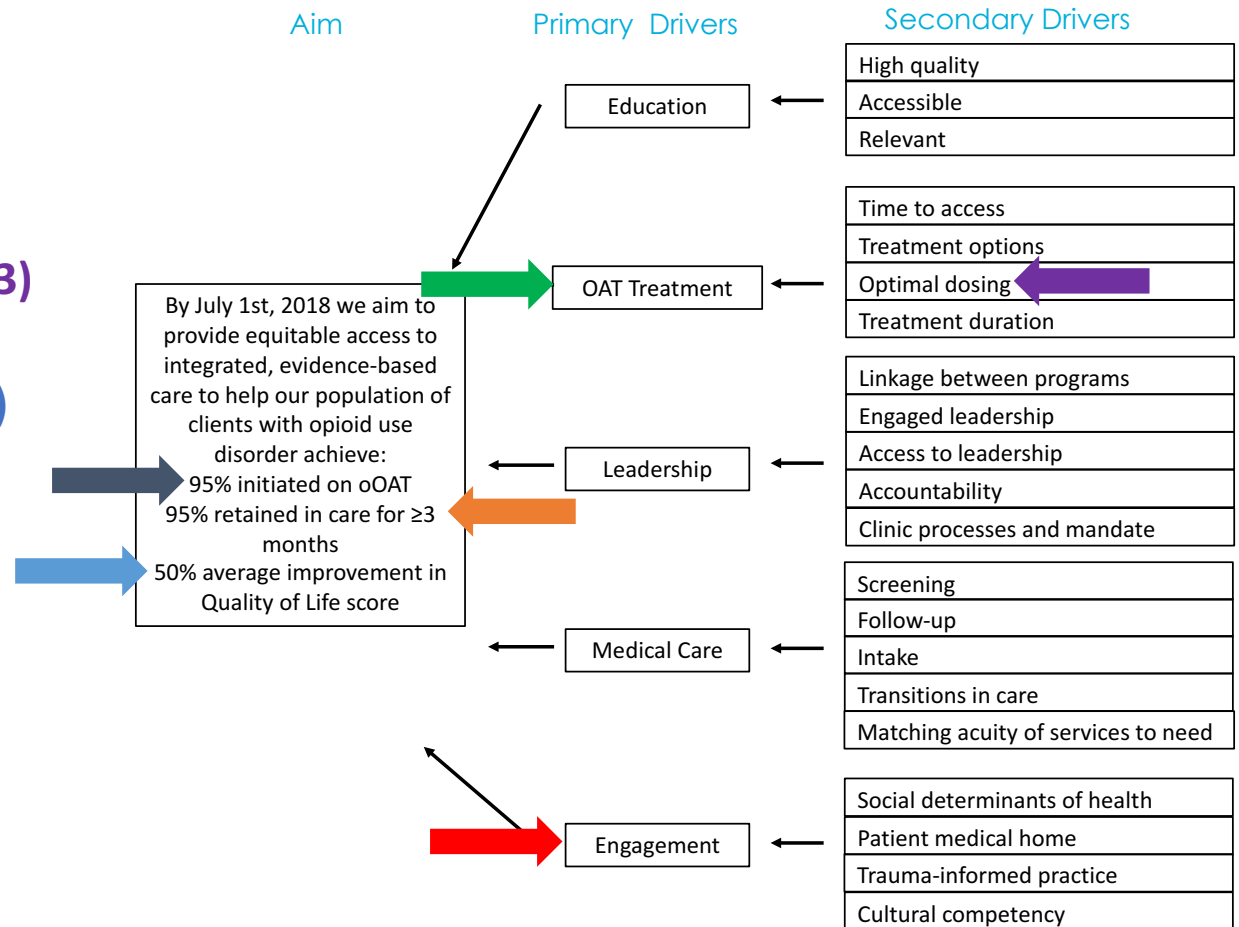 Aim
Primary Drivers
Secondary Drivers
3)
)
By July 1st, 2018 we aim to
provide equitable access to
integrated, evidence-based
care to help our population of
clients with opioid use
disorder achieve:
95% initiated on oOAT
95% retained in care for ≥3
months
50% average improvement in
Quality of Life score
Education
High quality
Accessible
Relevant
OAT Treatment
Time to access
Treatment options
Optimal dosing
Treatment duration
Leadership
Linkage between programs
Engaged leadership
Access to leadership
Accountability
Clinic processes and mandate
Medical Care
Screening
Follow-up
Intake
Transitions in care
Matching acuity of services to need
Engagement
Social determinants of health
Patient medical home
Trauma-informed practice
Cultural competency